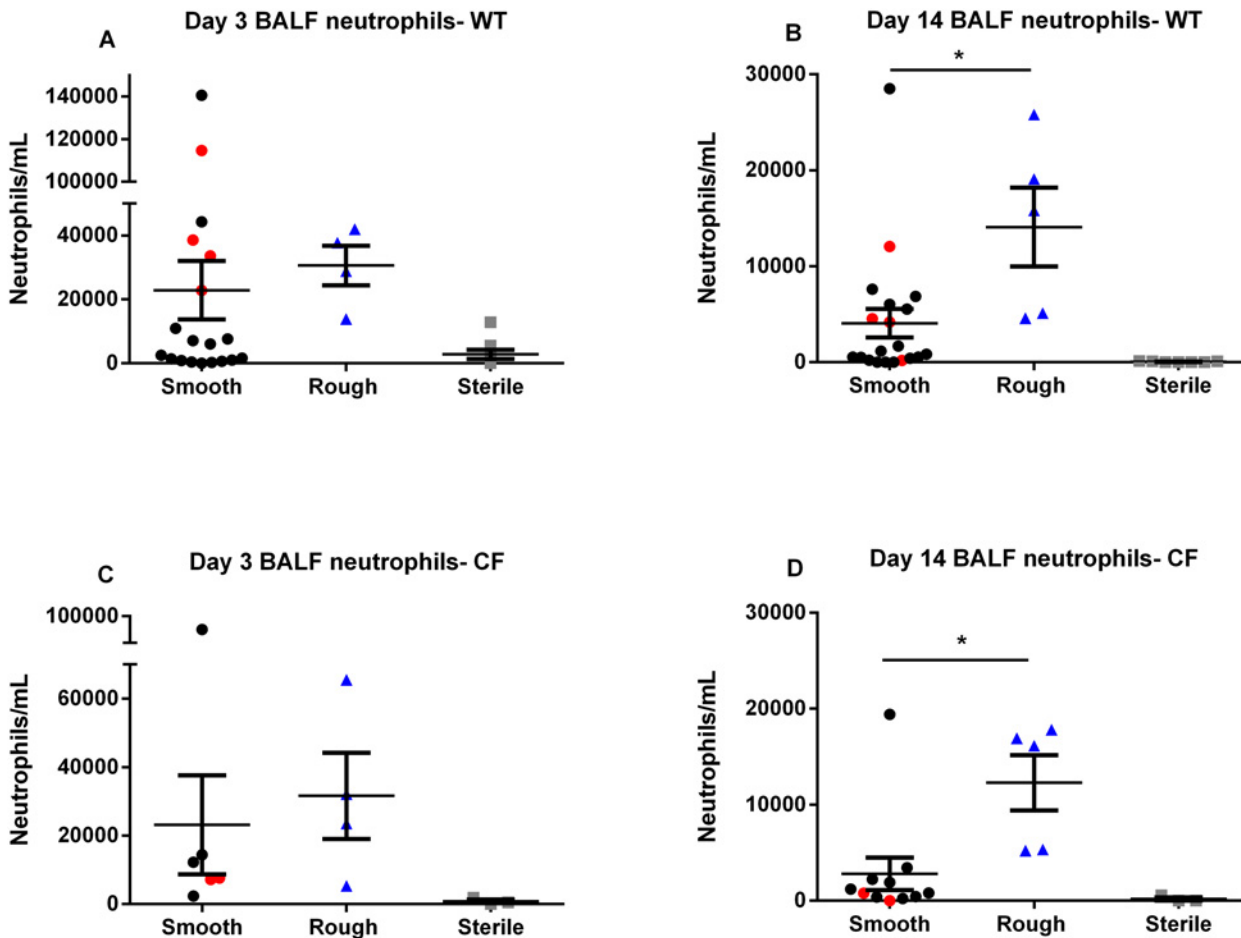 A
Day 3 BALF neutrophils- WT
Neutrophils/mL
140000
120000
100000
40000
20000
0
Smooth
Rough
Sterile
B
Day 14 BALF neutrophils- WT
Neutrophils/mL
30000
20000
10000
0
*
Smooth
Rough
Sterile
C
Day 3 BALF neutrophils- CF
Neutrophils/mL
100000
60000
40000
20000
0
Smooth
Rough
Sterile
D
Day 14 BALF neutrophils- CF
Neutrophils/mL
30000
20000
10000
0
*
Smooth
Rough
Sterile